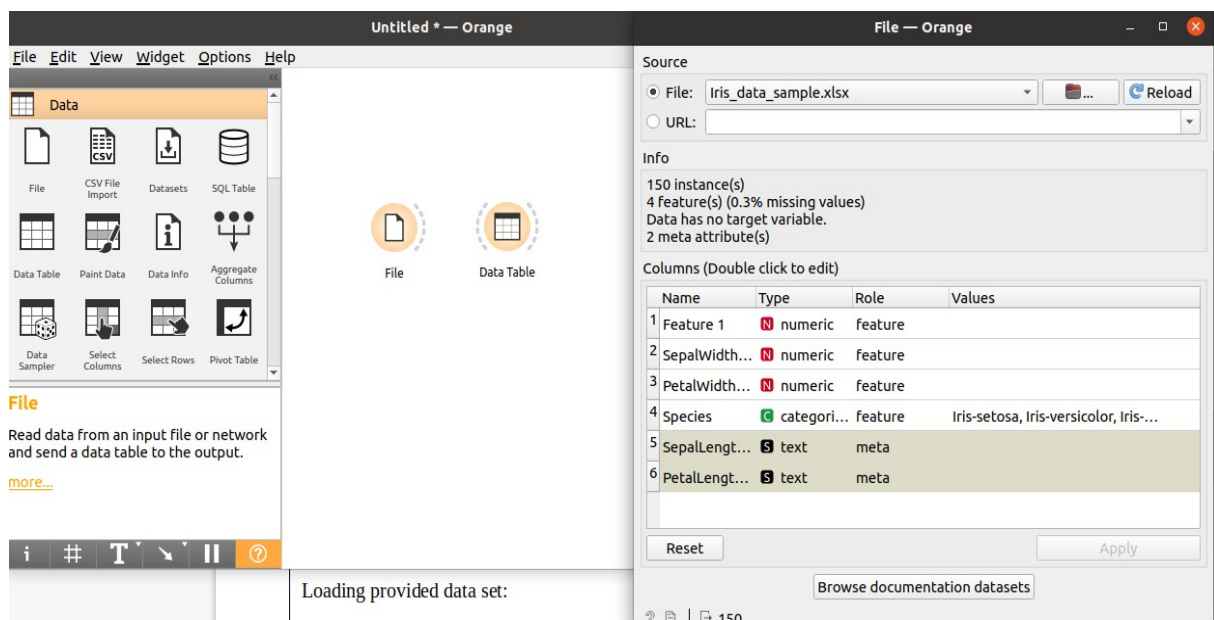 Untitled * — Orange
File Edit View Widget Options Help
Data
File
CSV File Import
Datasets
SQL Table
Data Table
Paint Data
Data Info
Aggregate Columns
Data Sampler
Select Columns
Select Rows
Pivot Table
File
Read data from an input file or network
and send a data table to the output.
more...
File
Data Table
Loading provided data set:
File — Orange
Source
File: Iris_data_sample.xlsx ... Reload
URL:
Info
150 instance(s)
4 feature(s) (0.3% missing values)
Data has no target variable.
2 meta attribute(s)
Columns (Double click to edit)
Name Type Role Values
1 Feature 1 N numeric feature
2 SepalWidth... N numeric feature
3 PetalWidth... N numeric feature
4 Species C categori... feature Iris-setosa, Iris-versicolor, Iris-...
5 SepalLengt... S text meta
6 PetalLengt... S text meta
Reset Apply
Browse documentation datasets
150